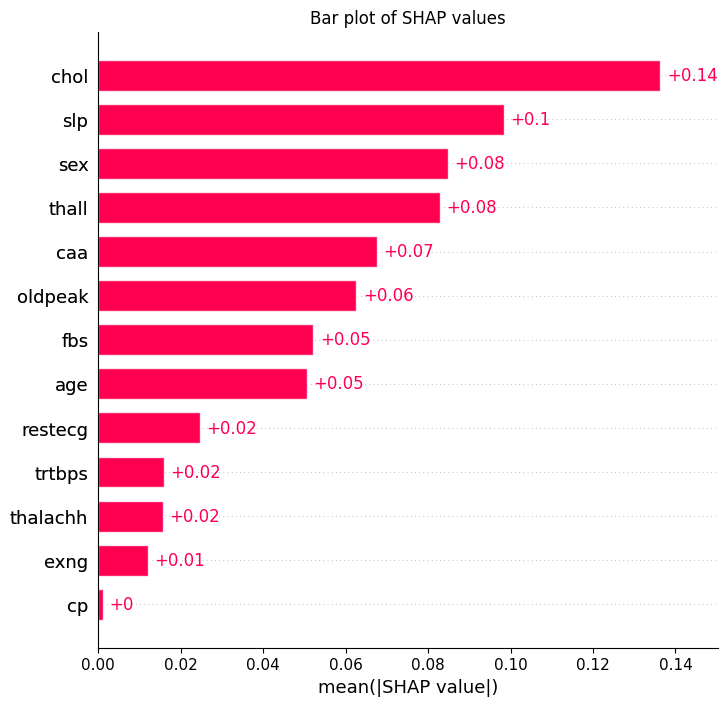 Bar plot of SHAP values
chol +0.14
slp +0.1
sex +0.08
thall +0.08
caa +0.07
oldpeak +0.06
fbs +0.05
age +0.05
restecg +0.02
trtbps +0.02
thalachh +0.02
exng +0.01
cp +0
0.00 0.02 0.04 0.06 0.08 0.10 0.12 0.14
mean(|SHAP value|)